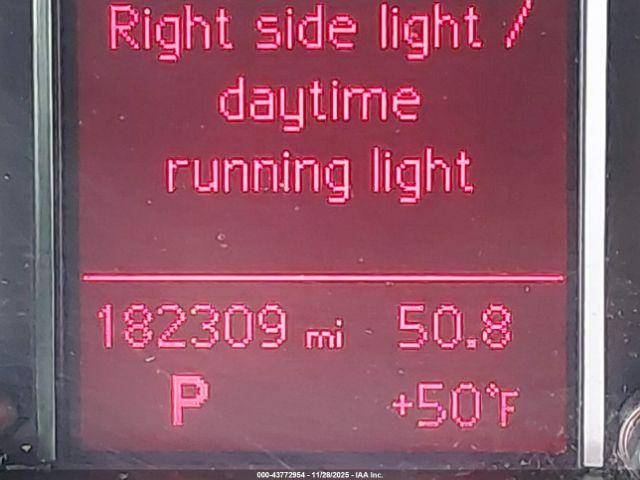 Right side light /
daytime
running light
182309 mi 50.8
P +50°F
000-43772954 - 11/28/2025 - IAA Inc.